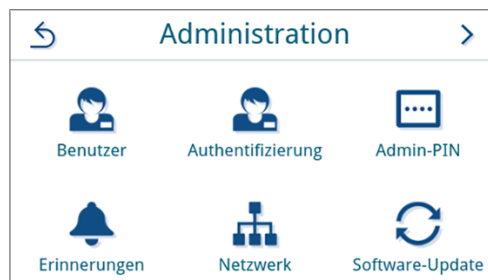 Administration
Benutzer
Authentifizierung
Admin-PIN
Erinnerungen
Netzwerk
Software-Update